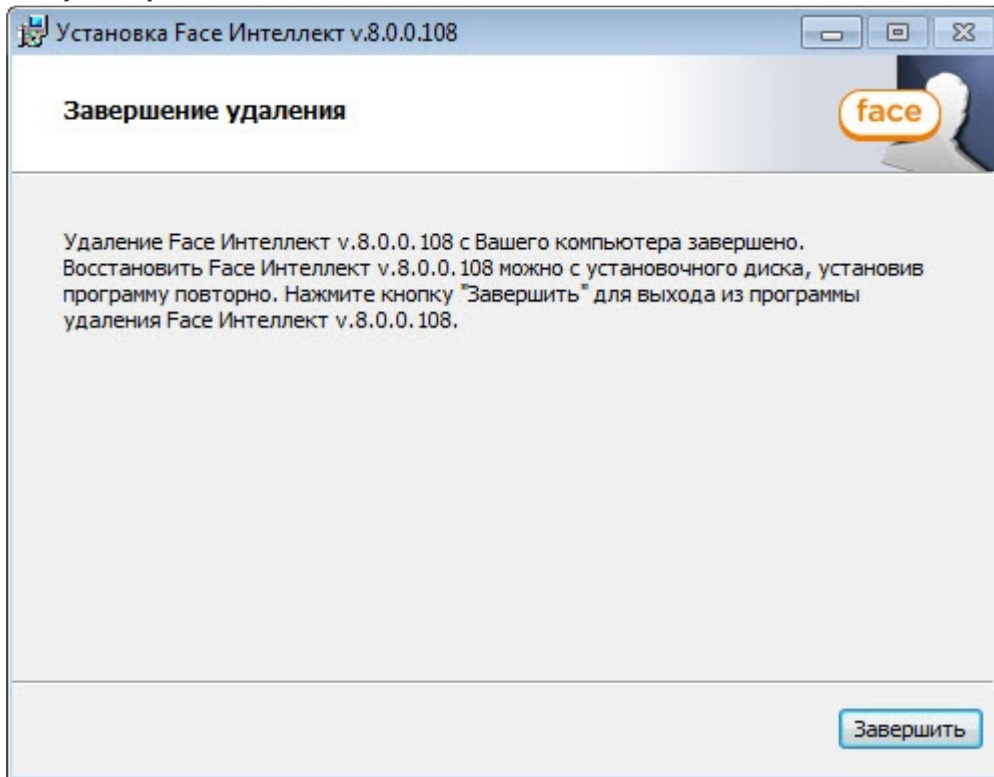 Установка Face Интеллект v.8.0.0.108
Завершение удаления
face
Удаление Face Интеллект v.8.0.0.108 с Вашего компьютера завершено.
Восстановить Face Интеллект v.8.0.0.108 можно с установочного диска, установив
программу повторно. Нажмите кнопку "Завершить" для выхода из программы
удаления Face Интеллект v.8.0.0.108.
Завершить